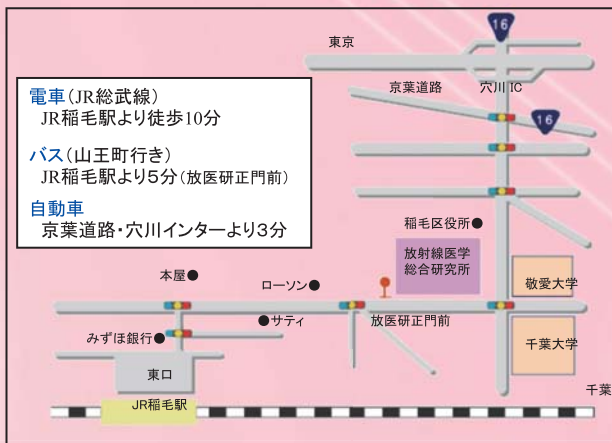 16
東京
京葉道路
穴川IC
16
電車(JR総武線)
JR稲毛駅より徒歩10分
バス(山王町行き)
JR稲毛駅より5分(放医研正門前)
自動車
京葉道路・穴川インターより3分
稲毛区役所●
放射線医学
総合研究所
本屋●
ローソン●
敬愛大学
●サティ
放医研正門前
みずほ銀行●
千葉大学
東口
千葉
JR稲毛駅